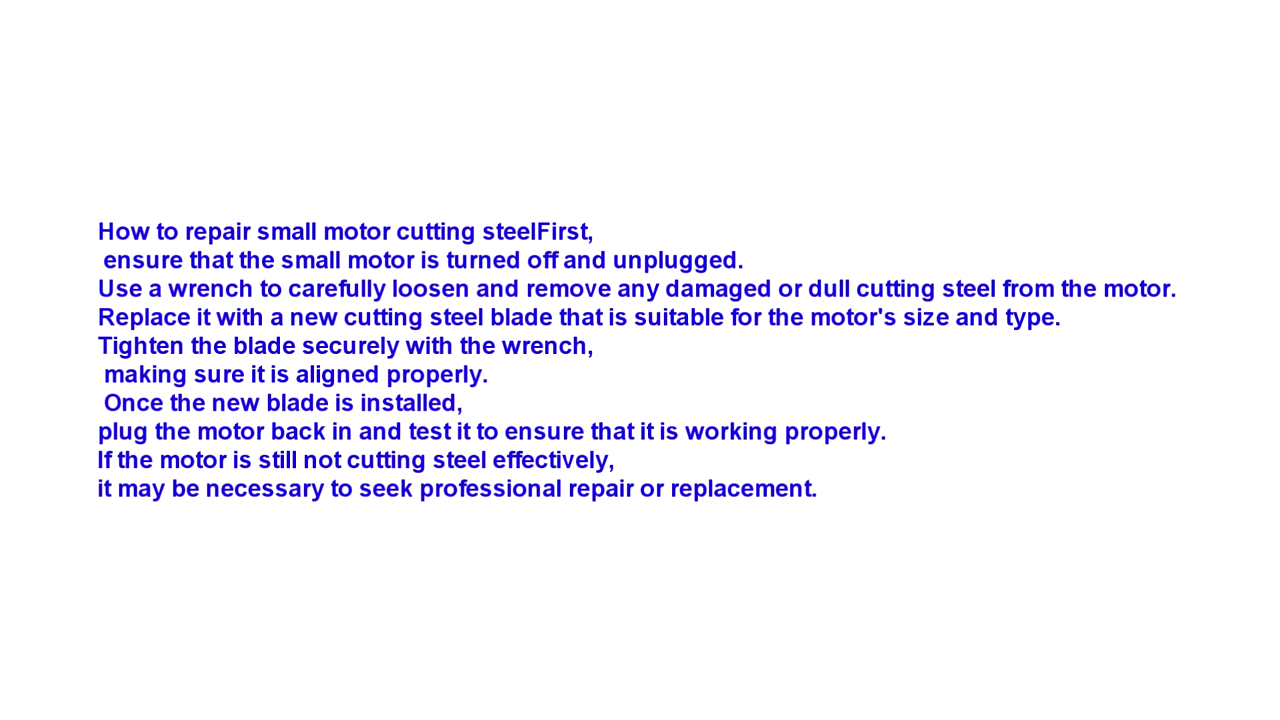 How to repair small motor cutting steelFirst,
ensure that the small motor is turned off and unplugged.
Use a wrench to carefully loosen and remove any damaged or dull cutting steel from the motor.
Replace it with a new cutting steel blade that is suitable for the motor's size and type.
Tighten the blade securely with the wrench,
making sure it is aligned properly.
Once the new blade is installed,
plug the motor back in and test it to ensure that it is working properly.
If the motor is still not cutting steel effectively,
it may be necessary to seek professional repair or replacement.